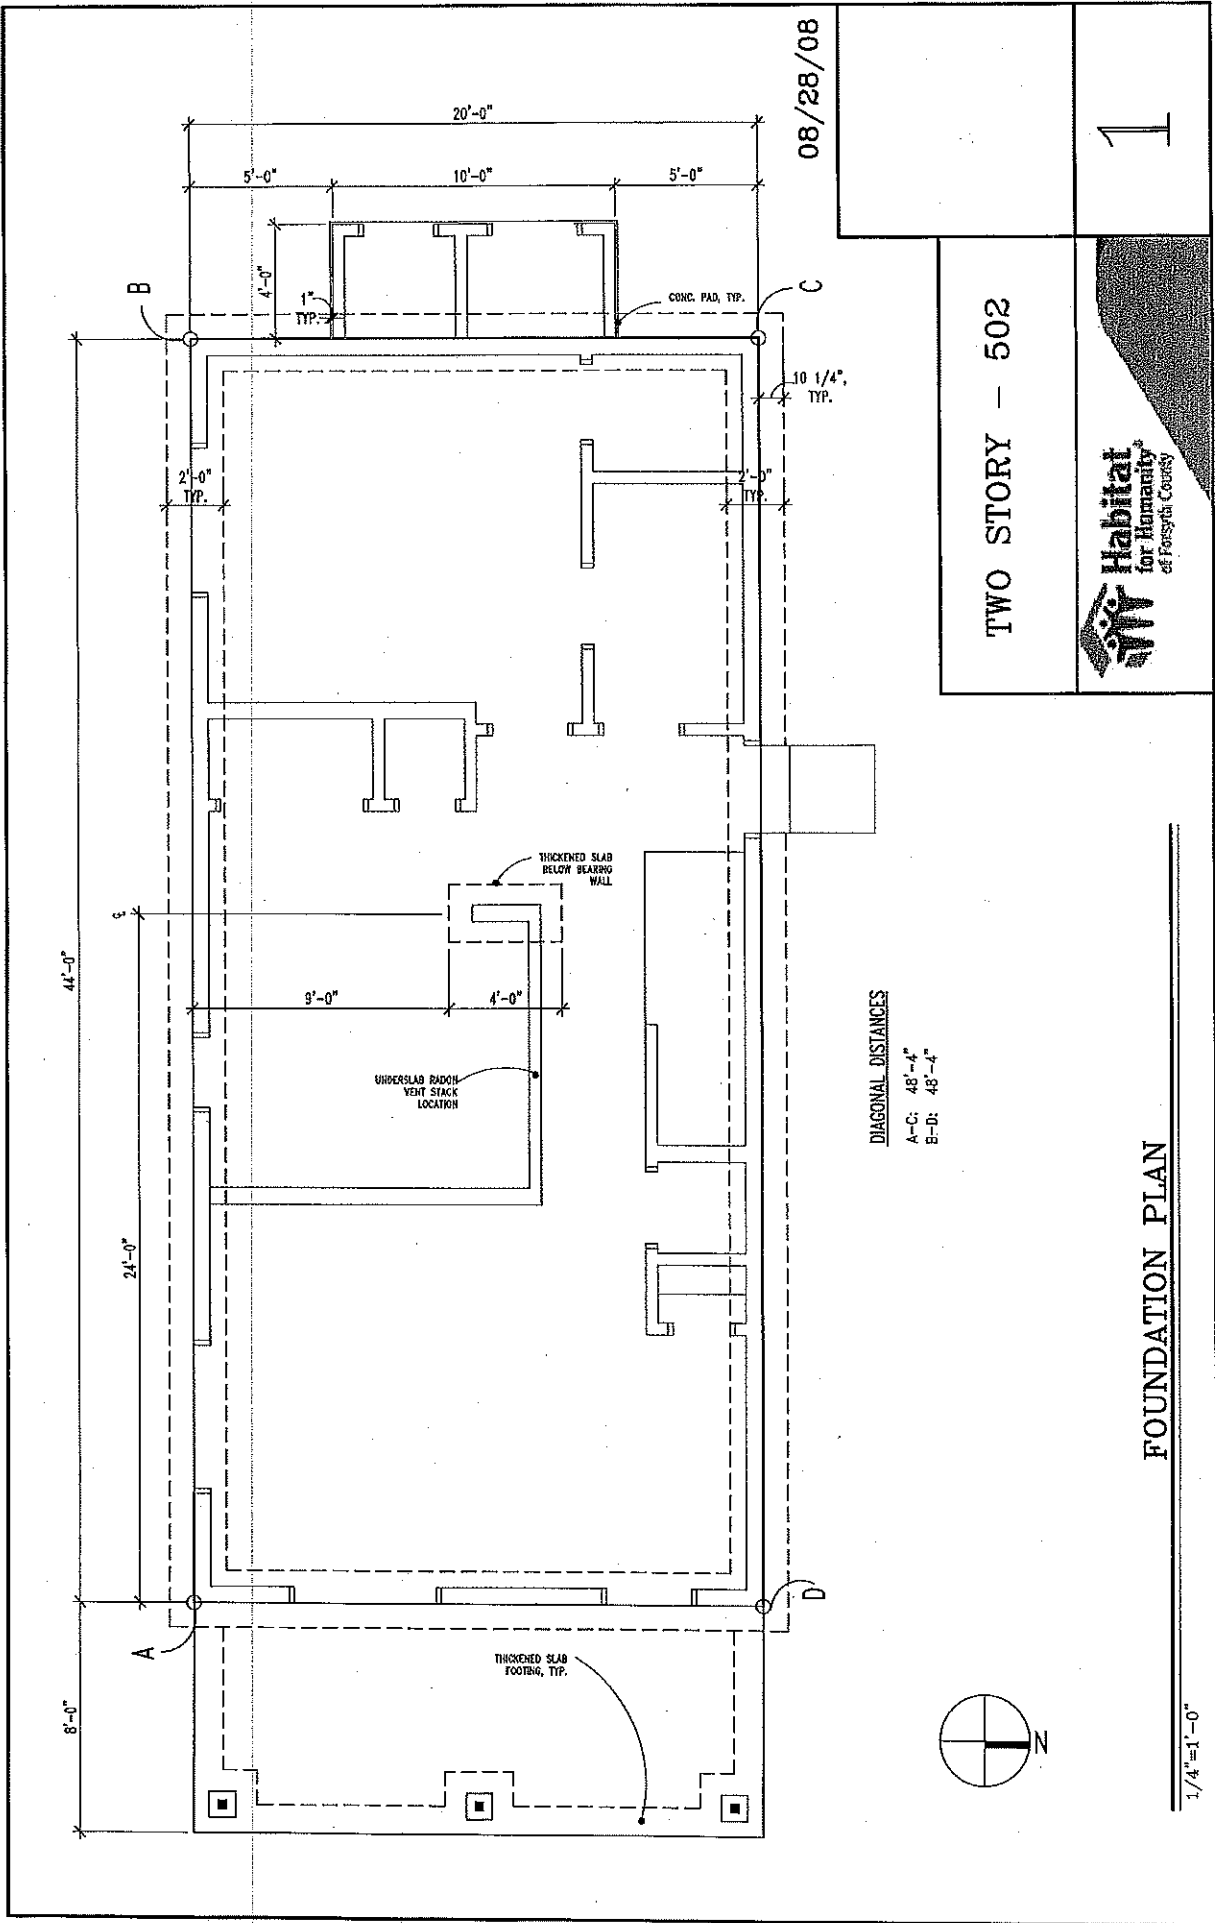 08/28/08
20'-0"
5'-0"
10'-0"
5'-0"
4'-0"
1"
TYP.
B
CONC. PAD, TYP.
C
10 1/4",
TYP.
2'-0"
TYP.
2'-0"
TYP.
44'-0"
THICKENED SLAB
BELOW BEARING
WALL
℄
9'-0"
4'-0"
UNDERSLAB RADON
VENT STACK
LOCATION
24'-0"
A
D
8'-0"
THICKENED SLAB
FOOTING, TYP.
DIAGONAL DISTANCES
A-C: 48'-4"
B-D: 48'-4"
N
FOUNDATION PLAN
1/4"=1'-0"
TWO STORY - 502
Habitat
for Humanity®
of Forsyth County
1